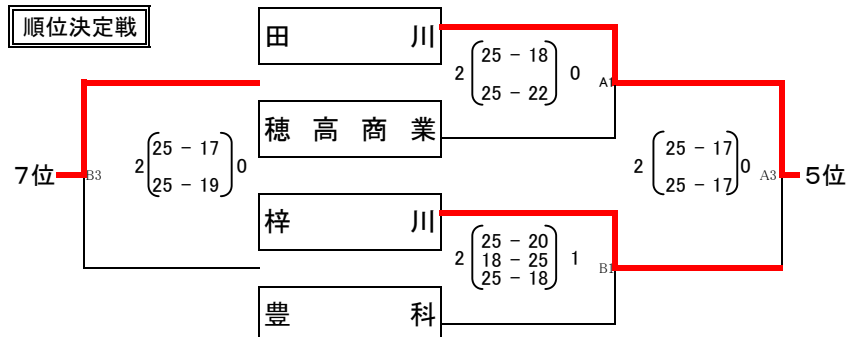 順位決定戦
田 川
2 25 - 18 0
25 - 22
A1
穂 高 商 業
7位
B3
2 25 - 17 0
25 - 19
2 25 - 17 0
25 - 17
A3
5位
梓 川
25 - 20
2 18 - 25 1
25 - 18
B1
豊 科